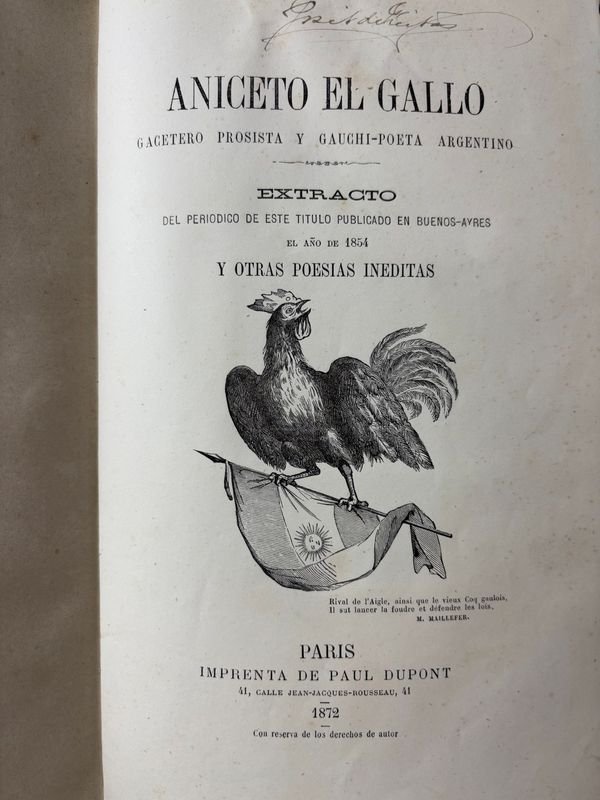 ANICETO EL GALLO
GACETERO PROSISTA Y GAUCHI-POETA ARGENTINO
EXTRACTO
DEL PERIODICO DE ESTE TITULO PUBLICADO EN BUENOS-AYRES
EL AÑO DE 1854
Y OTRAS POESIAS INEDITAS
Rival de l'Aigle, ainsi que le vieux Coq gaulois,
Il sut lancer la foudre et défendre les lois.
M. MAILLEFER.
PARIS
IMPRENTA DE PAUL DUPONT
41, CALLE JEAN-JACQUES-ROUSSEAU, 41
1872
Con reserva de los derechos de autor